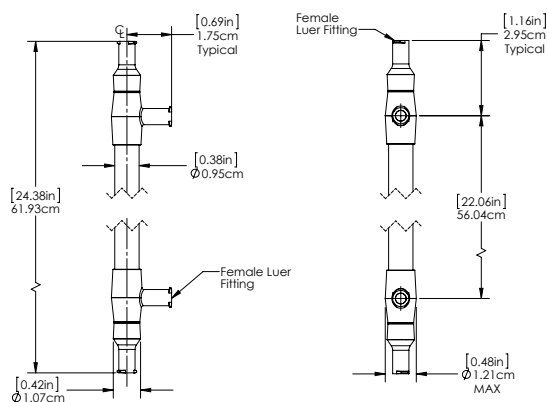 ℄
[0.69in]
1.75cm
Typical
Female
Luer Fitting
[1.16in]
2.95cm
Typical
[0.38in]
Ø0.95cm
[24.38in]
61.93cm
[22.06in]
56.04cm
Female Luer
Fitting
[0.42in]
Ø1.07cm
[0.48in]
Ø1.21cm
MAX